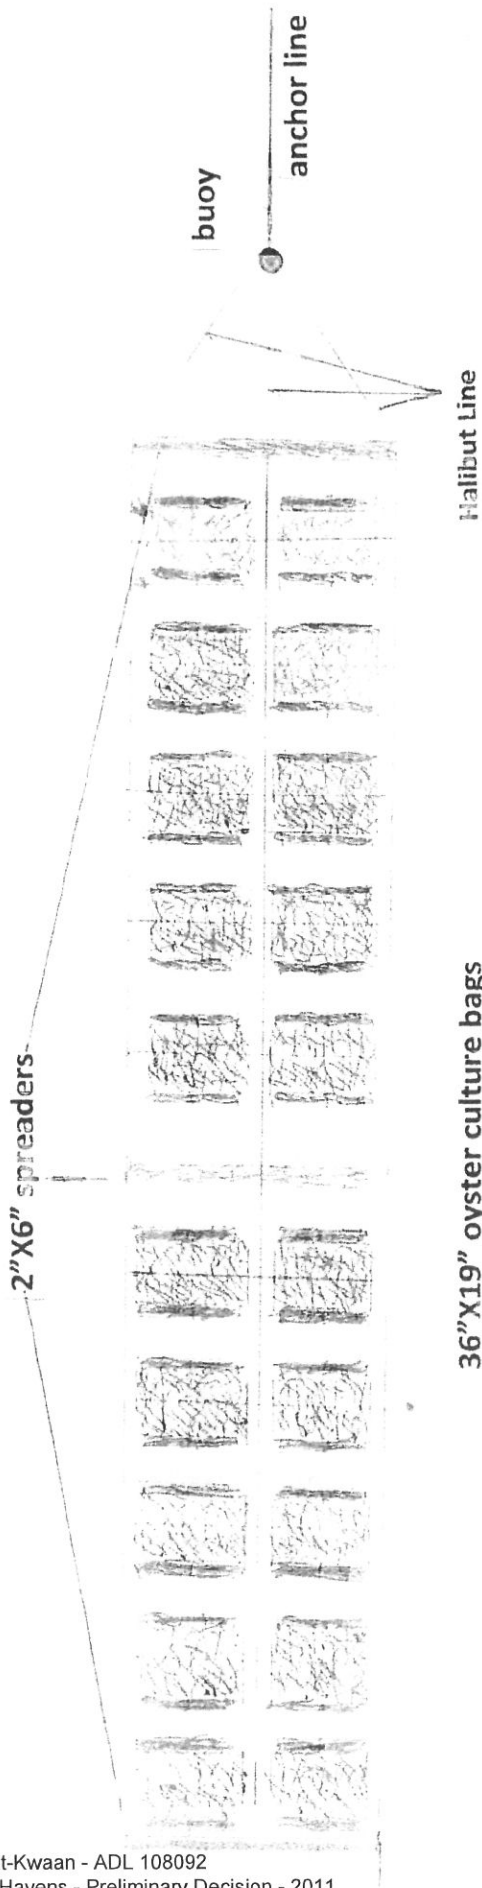 buoy
anchor line
Halibut Line
2”X6” spreaders
36”X19” oyster culture bags
t-Kwaan - ADL 108092
Havens - Preliminary Decision - 2011